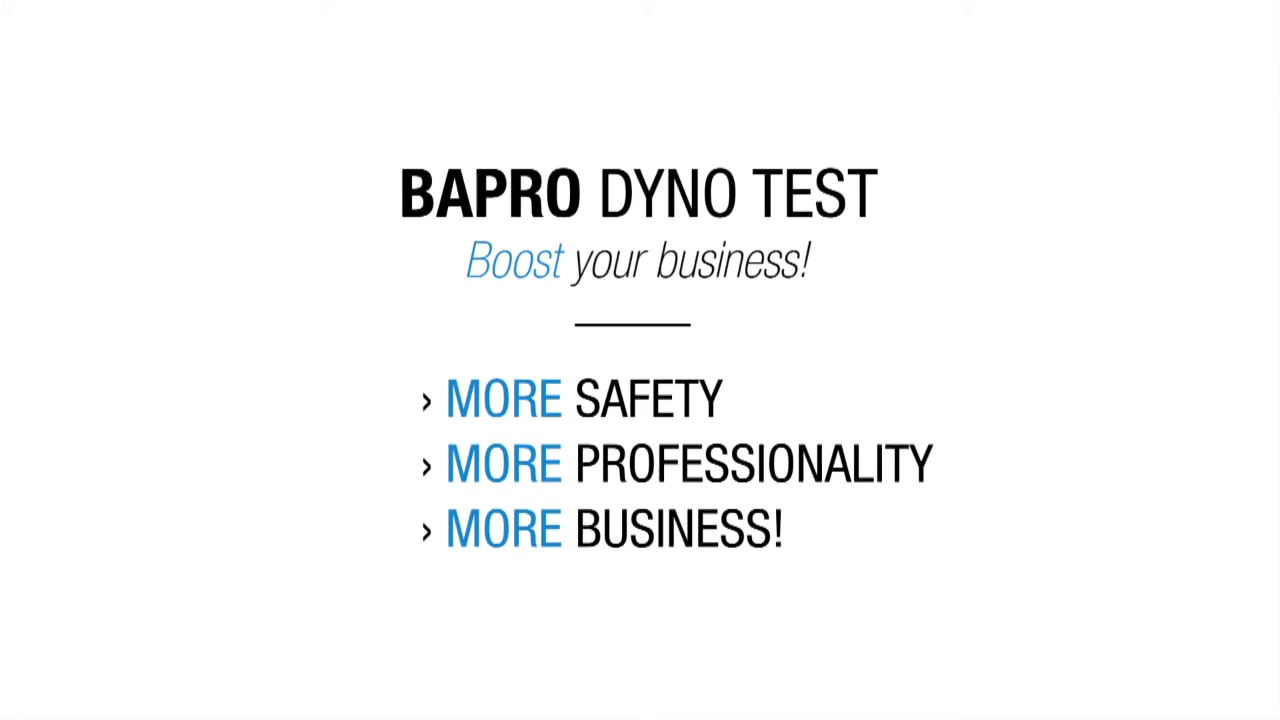 BAPRO DYNO TEST
Boost your business!
› MORE SAFETY
› MORE PROFESSIONALITY
› MORE BUSINESS!